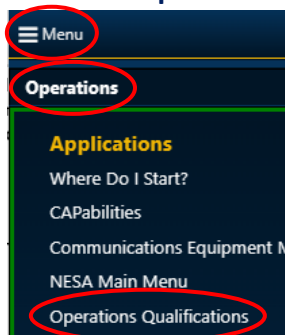 Menu
Operations
Applications
Where Do I Start?
CAPabilities
Communications Equipment
NESA Main Menu
Operations Qualifications